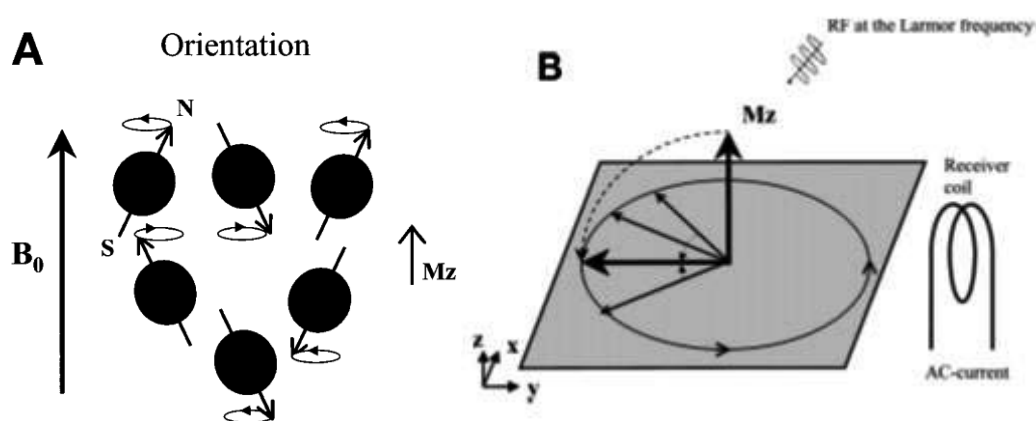 A
Orientation
N
S
B₀
Mz
B
RF at the Larmor frequency
Mz
Receiver
coil
z
x
y
AC-current